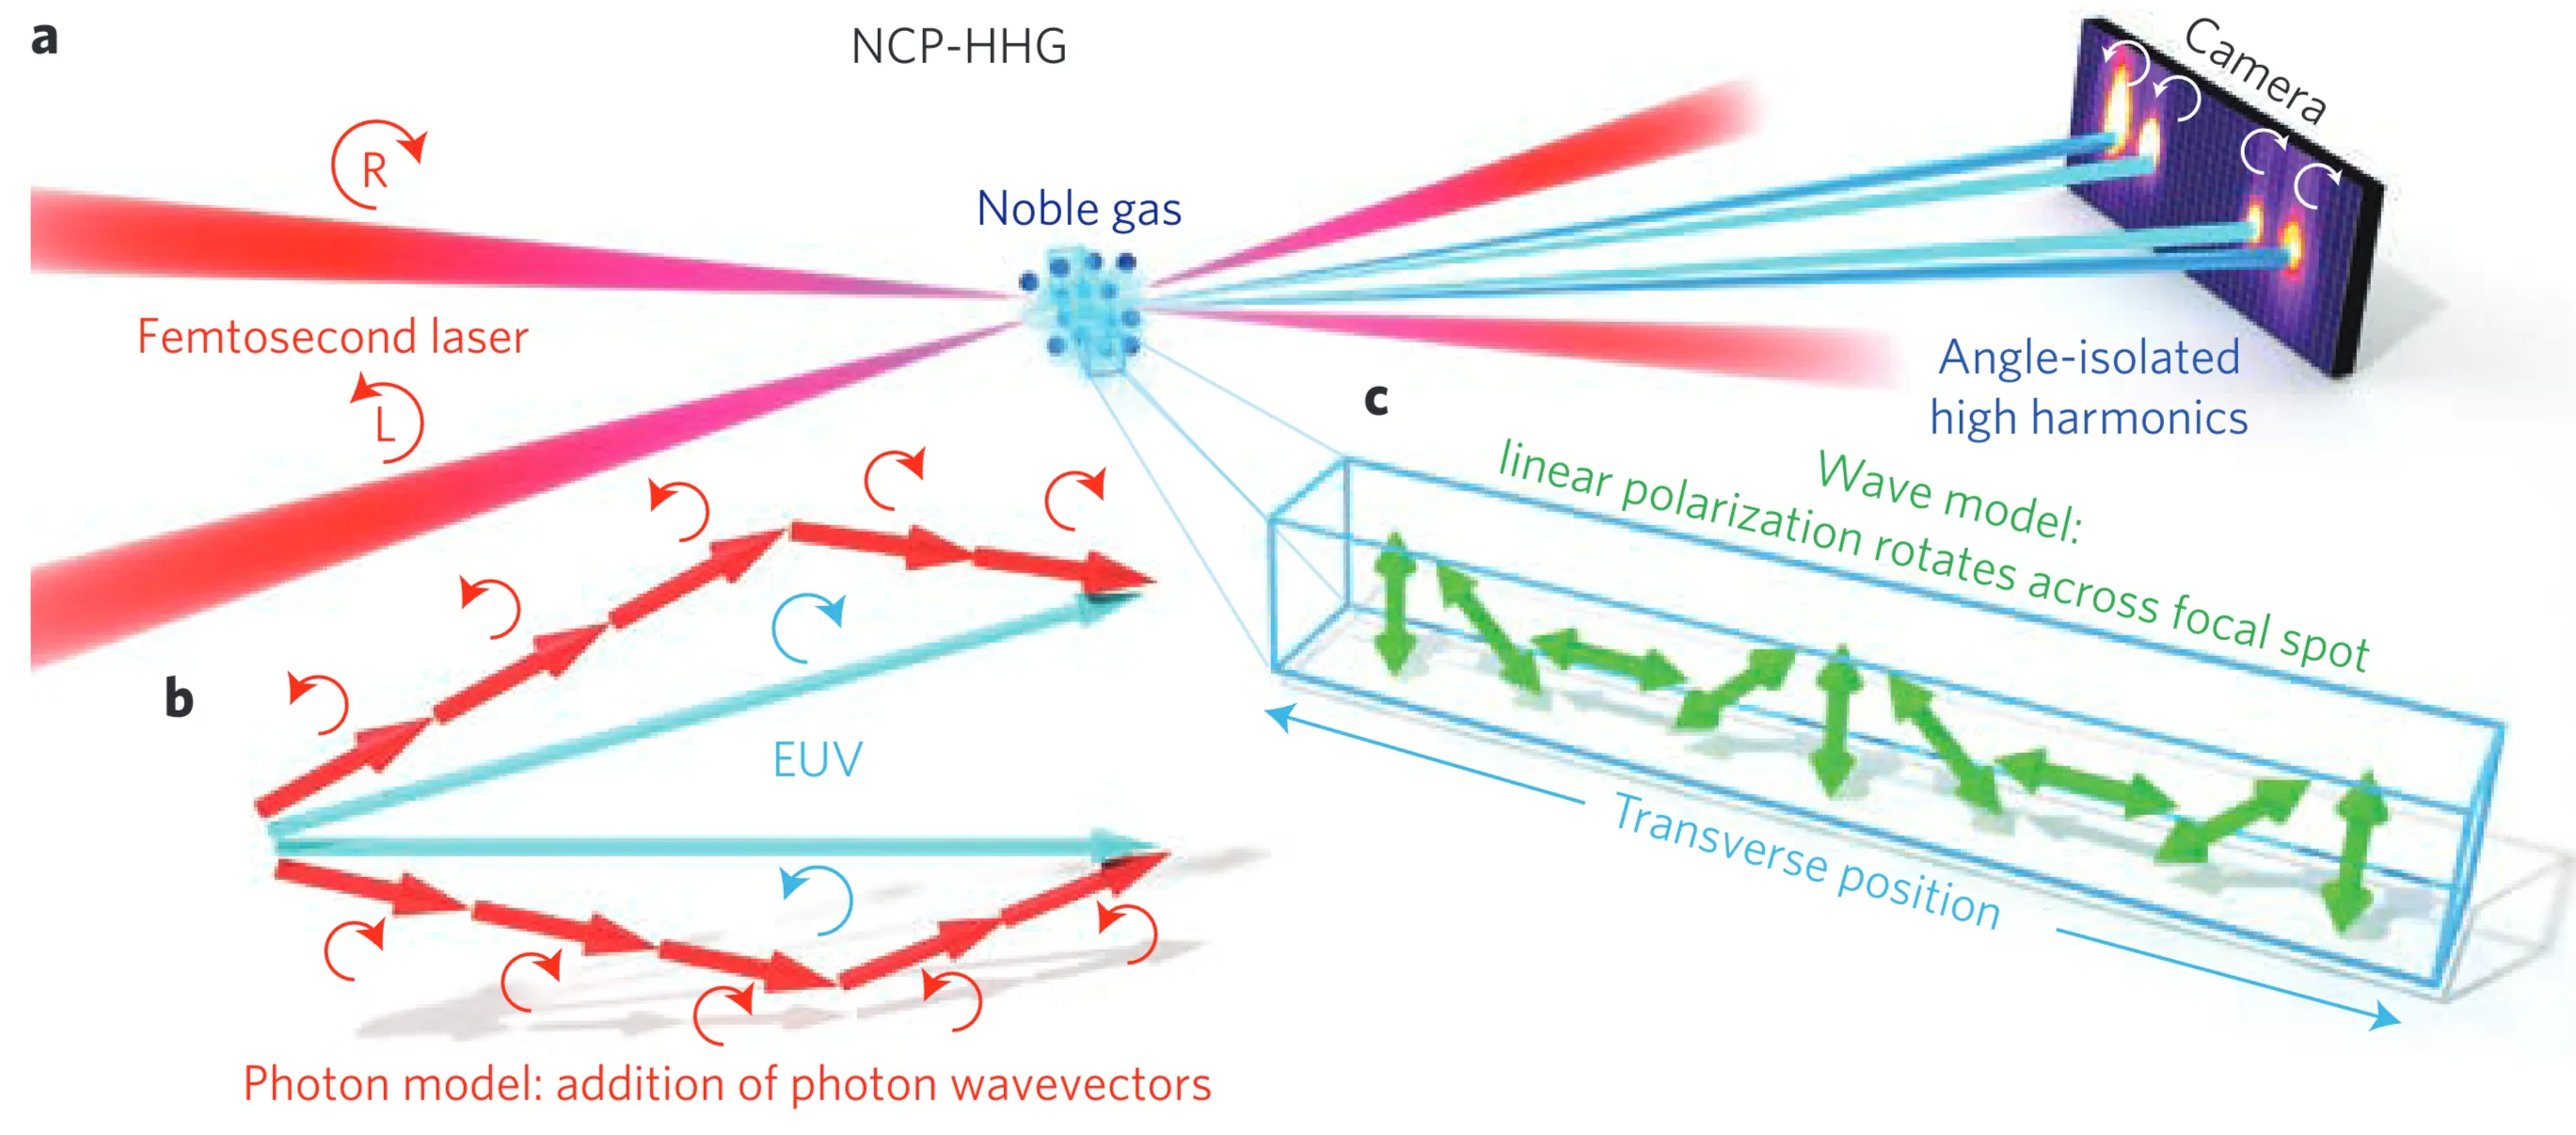 a
NCP-HHG
Camera
R
Noble gas
Femtosecond laser
L
Angle-isolated
high harmonics
c
Wave model:
linear polarization rotates across focal spot
b
EUV
Transverse position
Photon model: addition of photon wavevectors